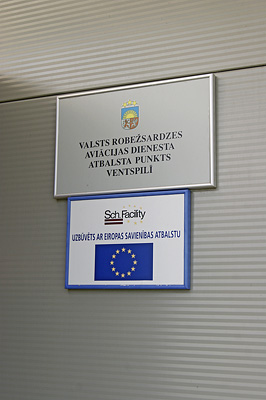 VALSTS ROBEŽSARDZES
AVIĀCIJAS DIENESTA
ATBALSTA PUNKTS
VENTSPILĪ
Sch.Facility
UZBŪVĒTS AR EIROPAS SAVIENĪBAS ATBALSTU